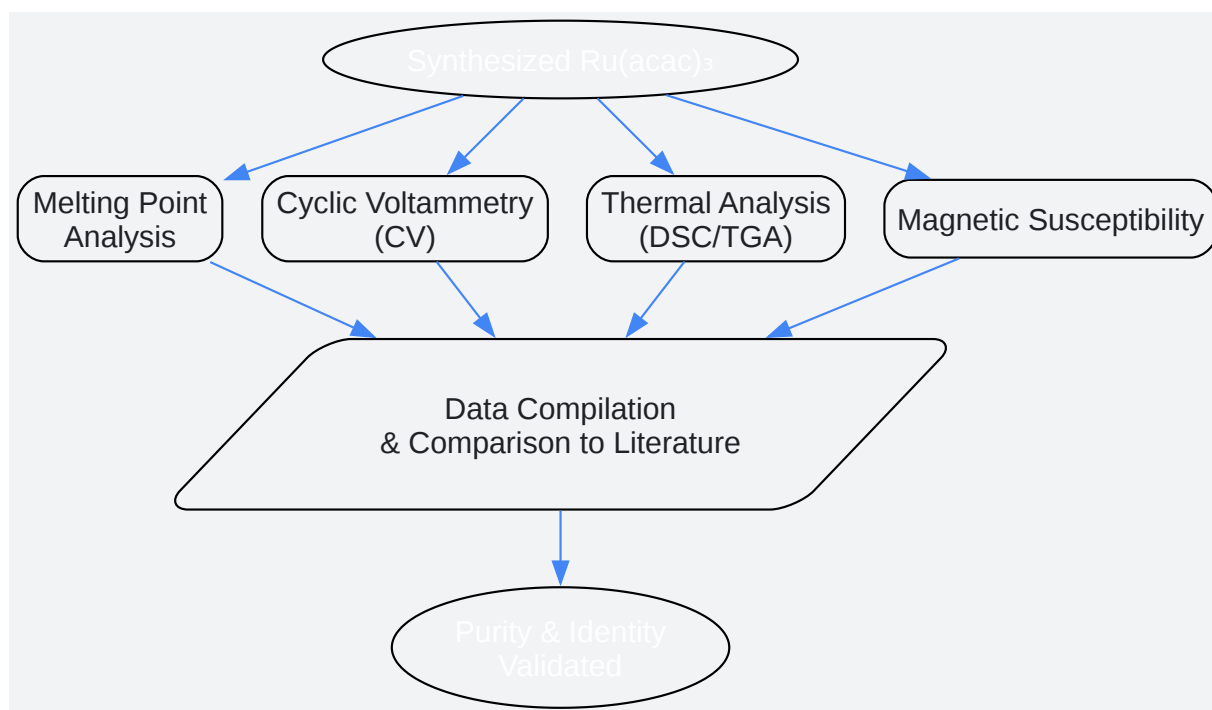 Synthesized Ru(acac)₃
Melting Point
Analysis
Cyclic Voltammetry
(CV)
Thermal Analysis
(DSC/TGA)
Magnetic Susceptibility
Data Compilation
& Comparison to Literature
Purity & Identity
Validated